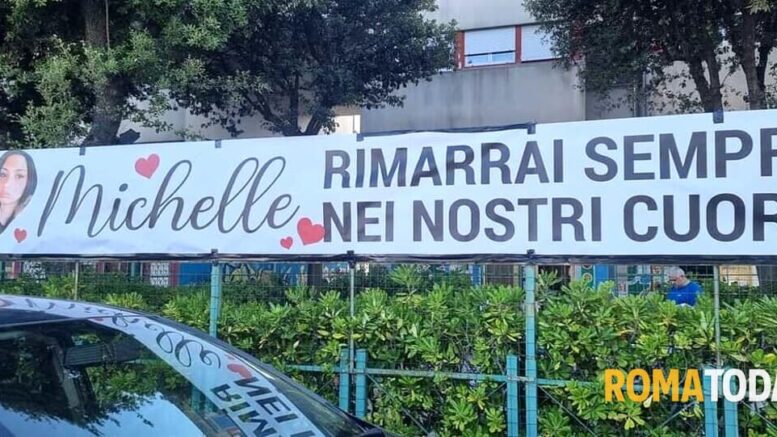 Michelle
RIMARRAI SEMPR
NEI NOSTRI CUOR
ROMATODA